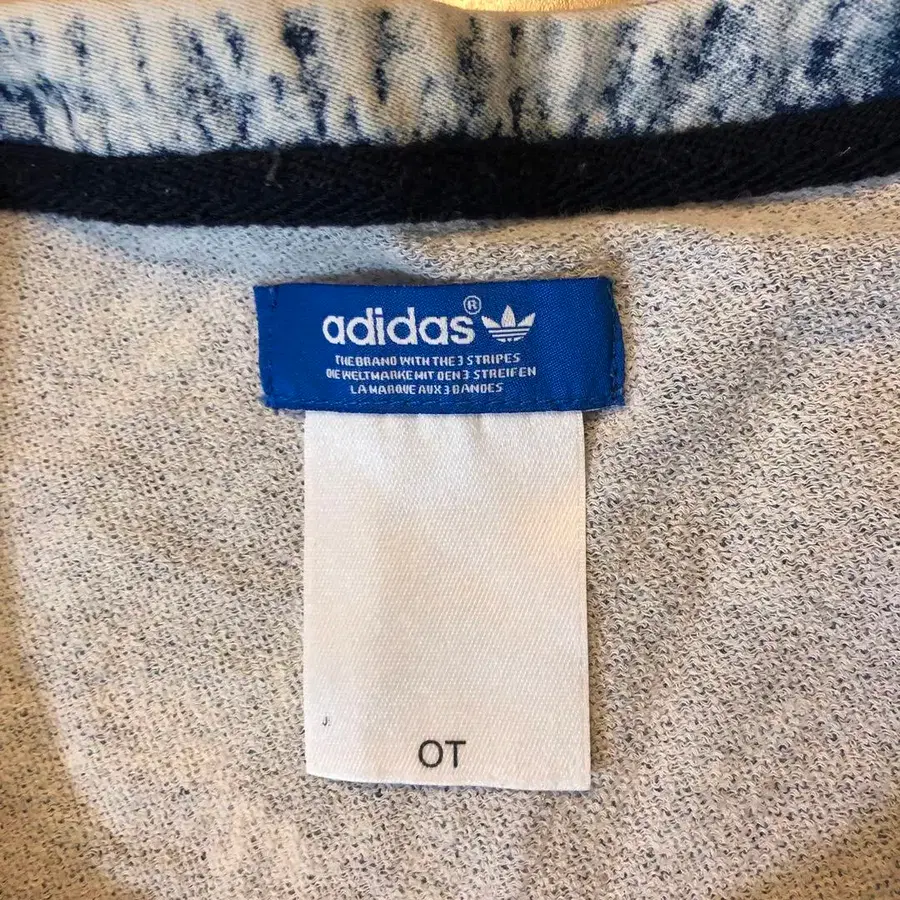 adidas®
THE BRAND WITH THE 3 STRIPES
DIE WELTMARKE MIT DEN 3 STREIFEN
LA MARQUE AUX 3 BANDES
J
OT